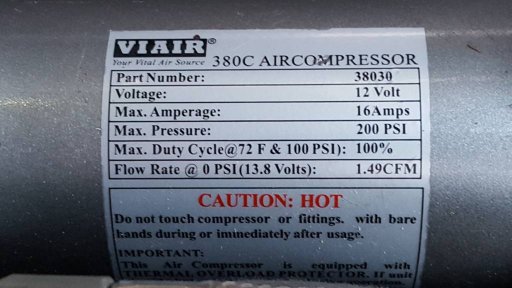 VIAIR®
Your Vital Air Source 380C AIRCOMPRESSOR
Part Number: 38030
Voltage: 12 Volt
Max. Amperage: 16Amps
Max. Pressure: 200 PSI
Max. Duty Cycle@72 F & 100 PSI): 100%
Flow Rate @ 0 PSI(13.8 Volts): 1.49CFM
CAUTION: HOT
Do not touch compressor or fittings. with bare
hands during or immediately after usage.
IMPORTANT:
This Air Compressor is equipped with
THERMAL OVERLOAD PROTECTOR. If unit